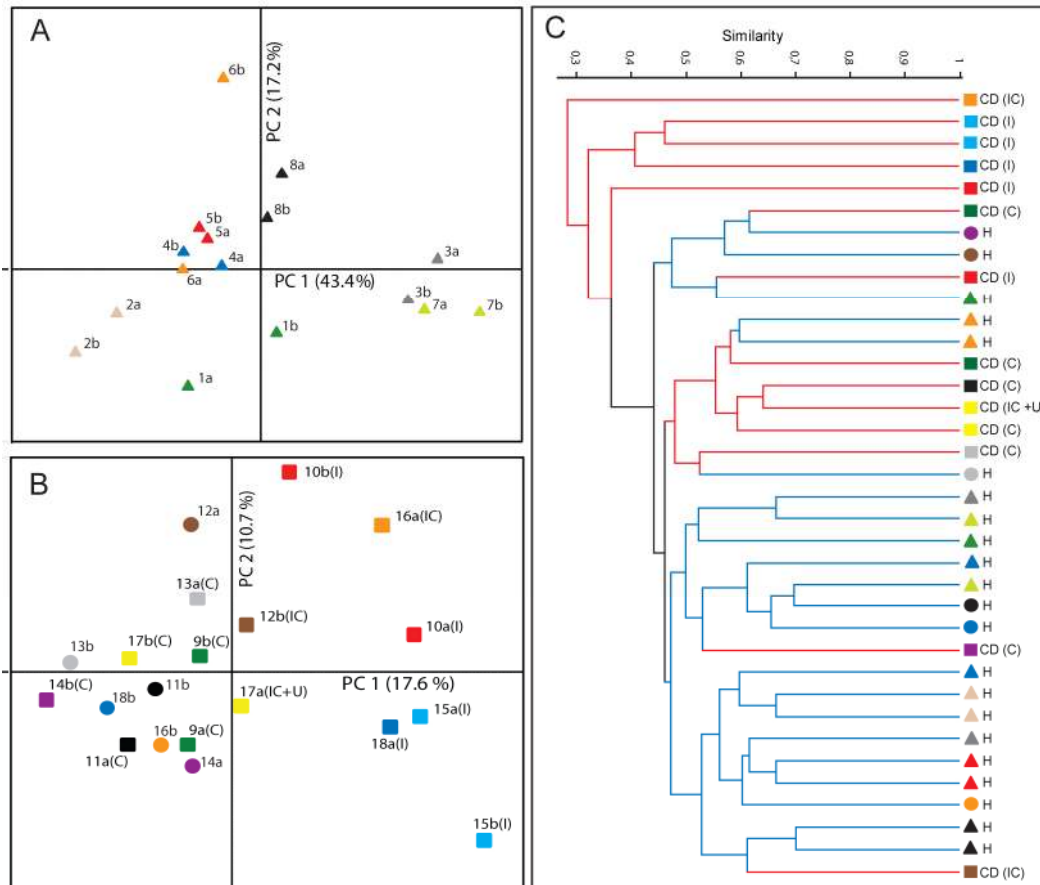 A
6b
PC 2 (17.2%)
8a
8b
5b
5a
4b
4a
6a
3a
PC 1 (43.4%)
2a
3b
7a
7b
2b
1b
1a
B
10b(I)
12a
PC 2 (10.7 %)
16a(IC)
13a(C)
12b(IC)
10a(I)
13b
17b(C)
9b(C)
PC 1 (17.6 %)
14b(C)
18b
11b
17a(IC+U)
15a(I)
18a(I)
11a(C)
16b
9a(C)
14a
15b(I)
C
Similarity
0.3
0.4
0.5
0.6
0.7
0.8
0.9
1
CD (IC)
CD (I)
CD (I)
CD (I)
CD (I)
CD (C)
H
H
CD (I)
H
H
H
CD (C)
CD (C)
CD (IC +U
CD (C)
CD (C)
H
H
H
H
H
H
H
H
CD (C)
H
H
H
H
H
H
H
H
H
CD (IC)